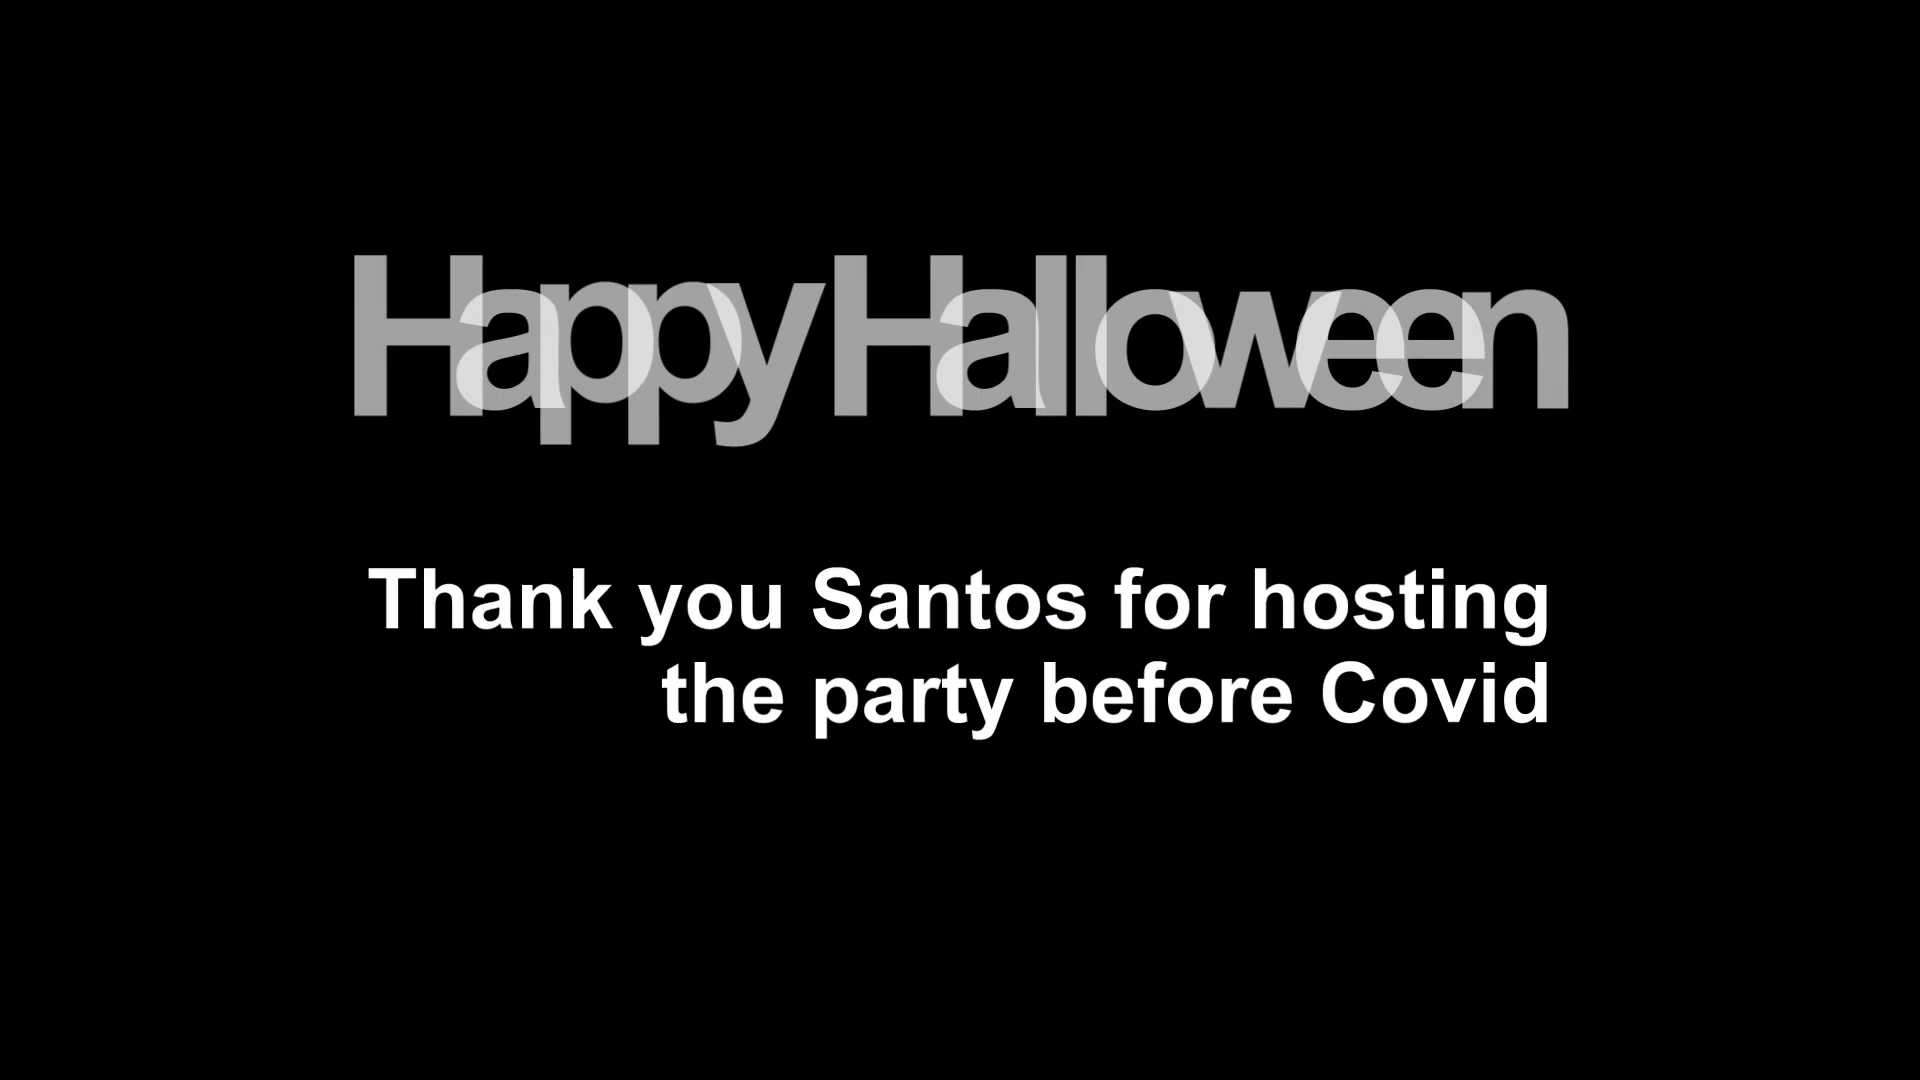 Happy Halloween
Thank you Santos for hosting
the party before Covid